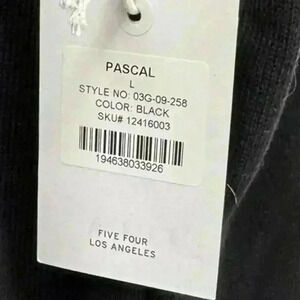 PASCAL
L
STYLE NO: 03G-09-258
COLOR: BLACK
SKU# 12416003
194638033926
FIVE FOUR
LOS ANGELES